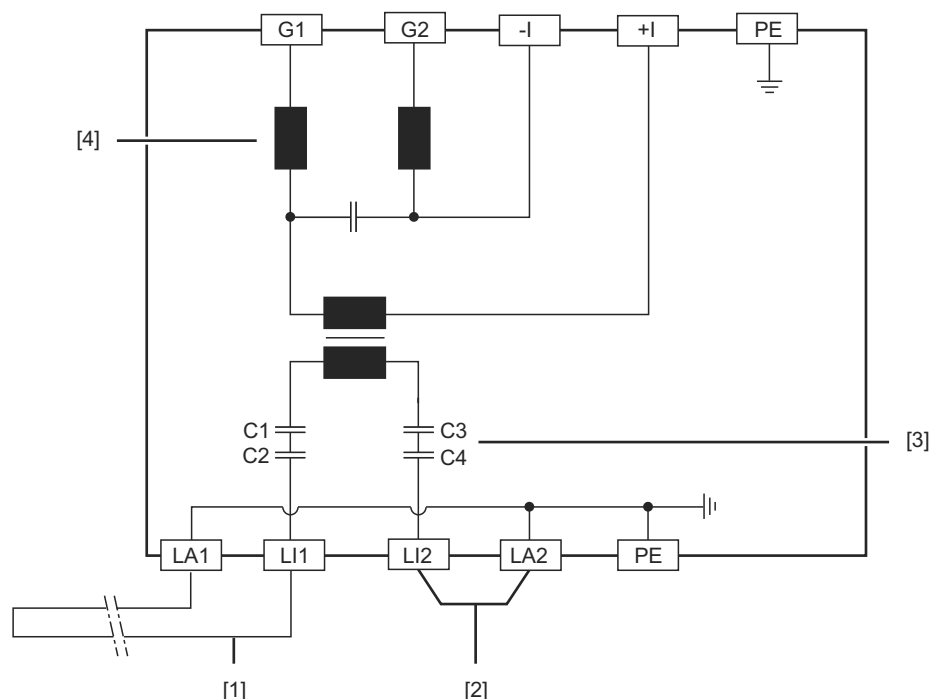 G1 G2 -I +I PE
[4]
C1 C3
[3]
C2 C4
LA1 LI1 LI2 LA2 PE
[1] [2]